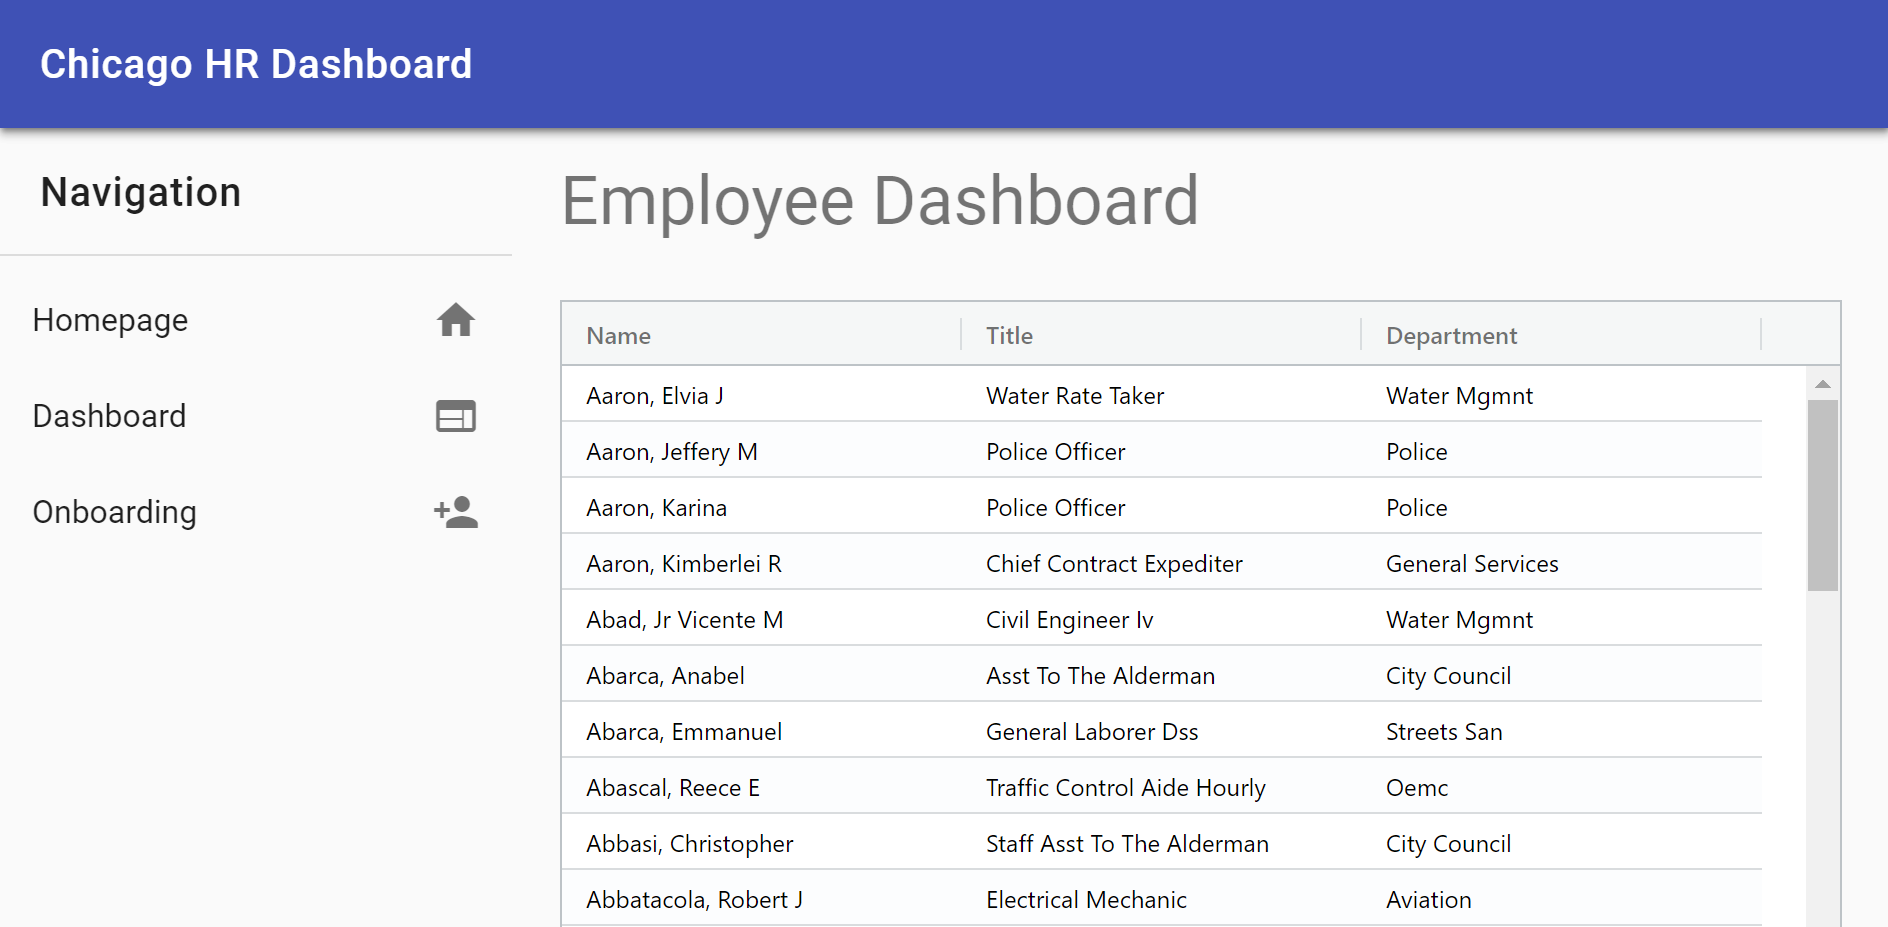 Chicago HR Dashboard
Navigation
Homepage
Dashboard
Onboarding
Employee Dashboard
Name Title Department
Aaron, Elvia J Water Rate Taker Water Mgmnt
Aaron, Jeffery M Police Officer Police
Aaron, Karina Police Officer Police
Aaron, Kimberlei R Chief Contract Expediter General Services
Abad, Jr Vicente M Civil Engineer Iv Water Mgmnt
Abarca, Anabel Asst To The Alderman City Council
Abarca, Emmanuel General Laborer Dss Streets San
Abascal, Reece E Traffic Control Aide Hourly Oemc
Abbasi, Christopher Staff Asst To The Alderman City Council
Abbatacola, Robert J Electrical Mechanic Aviation